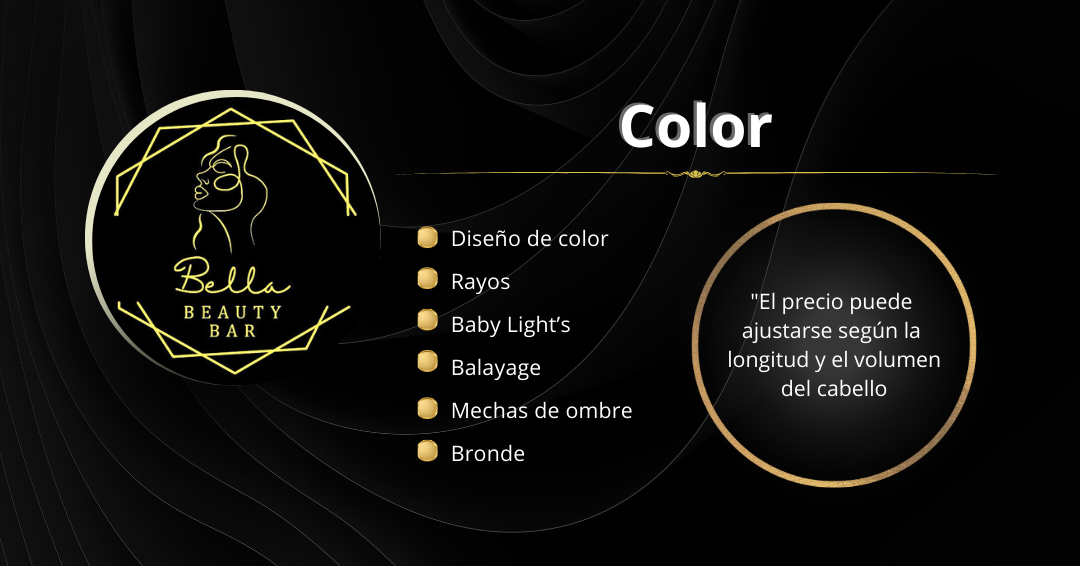 Color
Bella
BEAUTY
BAR
Diseño de color
Rayos
Baby Light’s
Balayage
Mechas de ombre
Bronde
"El precio puede
ajustarse según la
longitud y el volumen
del cabello